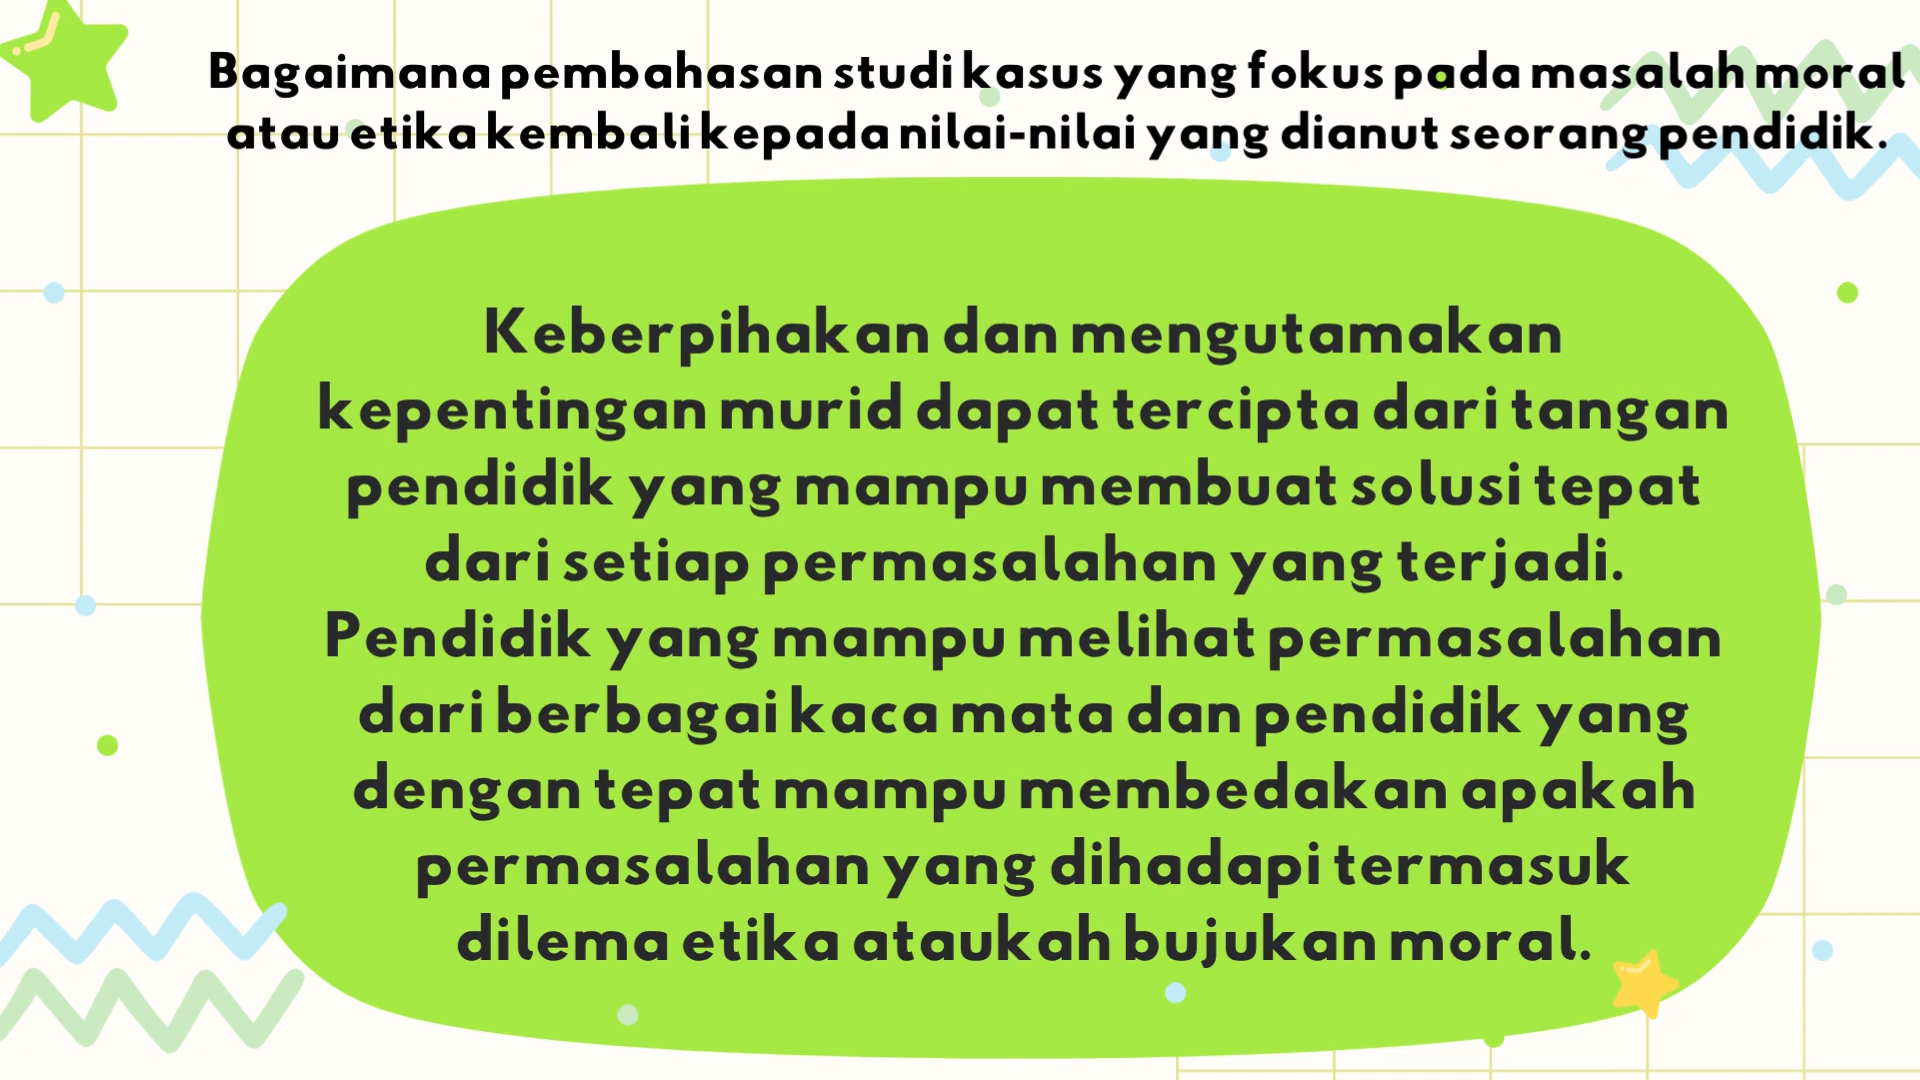 Bagaimana pembahasan studi kasus yang fokus pada masalah moral
atau etika kembali kepada nilai-nilai yang dianut seorang pendidik.
Keberpihakan dan mengutamakan
kepentingan murid dapat tercipta dari tangan
pendidik yang mampu membuat solusi tepat
dari setiap permasalahan yang terjadi.
Pendidik yang mampu melihat permasalahan
dari berbagai kaca mata dan pendidik yang
dengan tepat mampu membedakan apakah
permasalahan yang dihadapi termasuk
dilema etika ataukah bujukan moral.